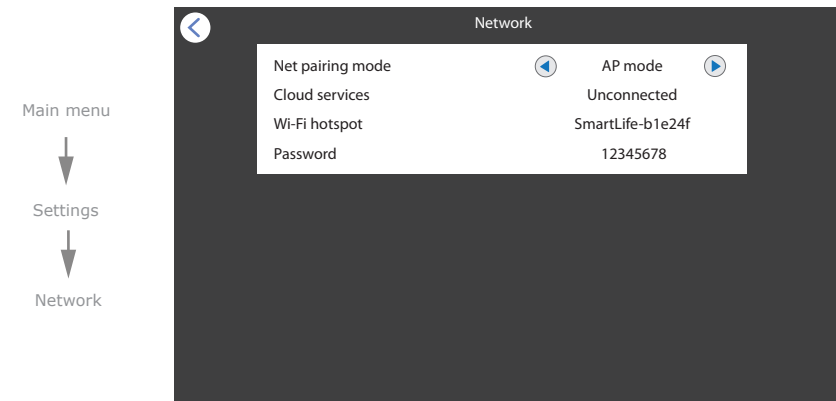 Main menu
Settings
Network
Network
Net pairing mode AP mode
Cloud services Unconnected
Wi-Fi hotspot SmartLife-b1e24f
Password 12345678